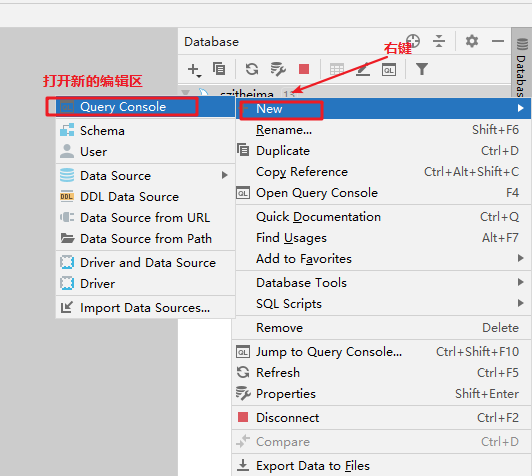 Database
右键
打开新的编辑区
Query Console
Schema
User
Data Source
DDL Data Source
Data Source from URL
Data Source from Path
Driver and Data Source
Driver
Import Data Sources...
New
Rename... Shift+F6
Duplicate Ctrl+D
Copy Reference Ctrl+Alt+Shift+C
QL Open Query Console F4
Quick Documentation Ctrl+Q
Find Usages Alt+F7
Add to Favorites
Database Tools
SQL Scripts
Remove Delete
QL Jump to Query Console... Ctrl+Shift+F10
Refresh Ctrl+F5
Properties Shift+Enter
Disconnect Ctrl+F2
Compare Ctrl+D
Export Data to Files